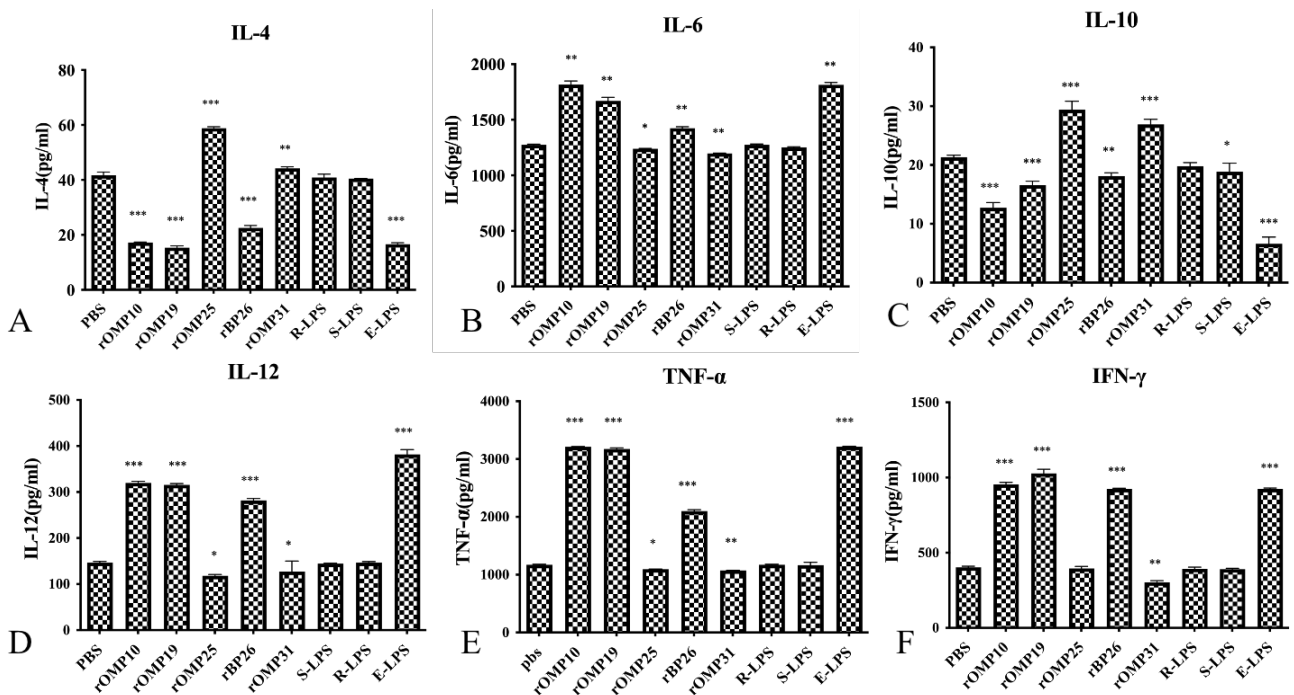 IL-4
IL-4(pg/ml)
80
60
40
20
0
***
***
***
***
**
***
PBS
rOMP10
rOMP19
rOMP25
rBP26
rOMP31
R-LPS
S-LPS
E-LPS
A
IL-6
IL-6(pg/ml)
2000
1500
1000
500
0
**
**
*
**
**
**
PBS
rOMP10
rOMP19
rOMP25
rBP26
rOMP31
S-LPS
R-LPS
E-LPS
B
IL-10
IL-10(pg/ml)
40
30
20
10
0
***
***
***
**
***
*
***
PBS
rOMP10
rOMP19
rOMP25
rBP26
rOMP31
R-LPS
S-LPS
E-LPS
C
IL-12
IL-12(pg/ml)
500
400
300
200
100
0
***
***
*
***
*
***
PBS
rOMP10
rOMP19
rOMP25
rBP26
rOMP31
S-LPS
R-LPS
E-LPS
D
TNF-α
TNF-α(pg/ml)
4000
3000
2000
1000
0
***
***
*
***
**
***
pbs
rOMP10
rOMP19
rOMP25
rBP26
rOMP31
R-LPS
S-LPS
E-LPS
E
IFN-γ
IFN-γ(pg/ml)
1500
1000
500
0
***
***
***
**
***
PBS
rOMP10
rOMP19
rOMP25
rBP26
rOMP31
R-LPS
S-LPS
E-LPS
F